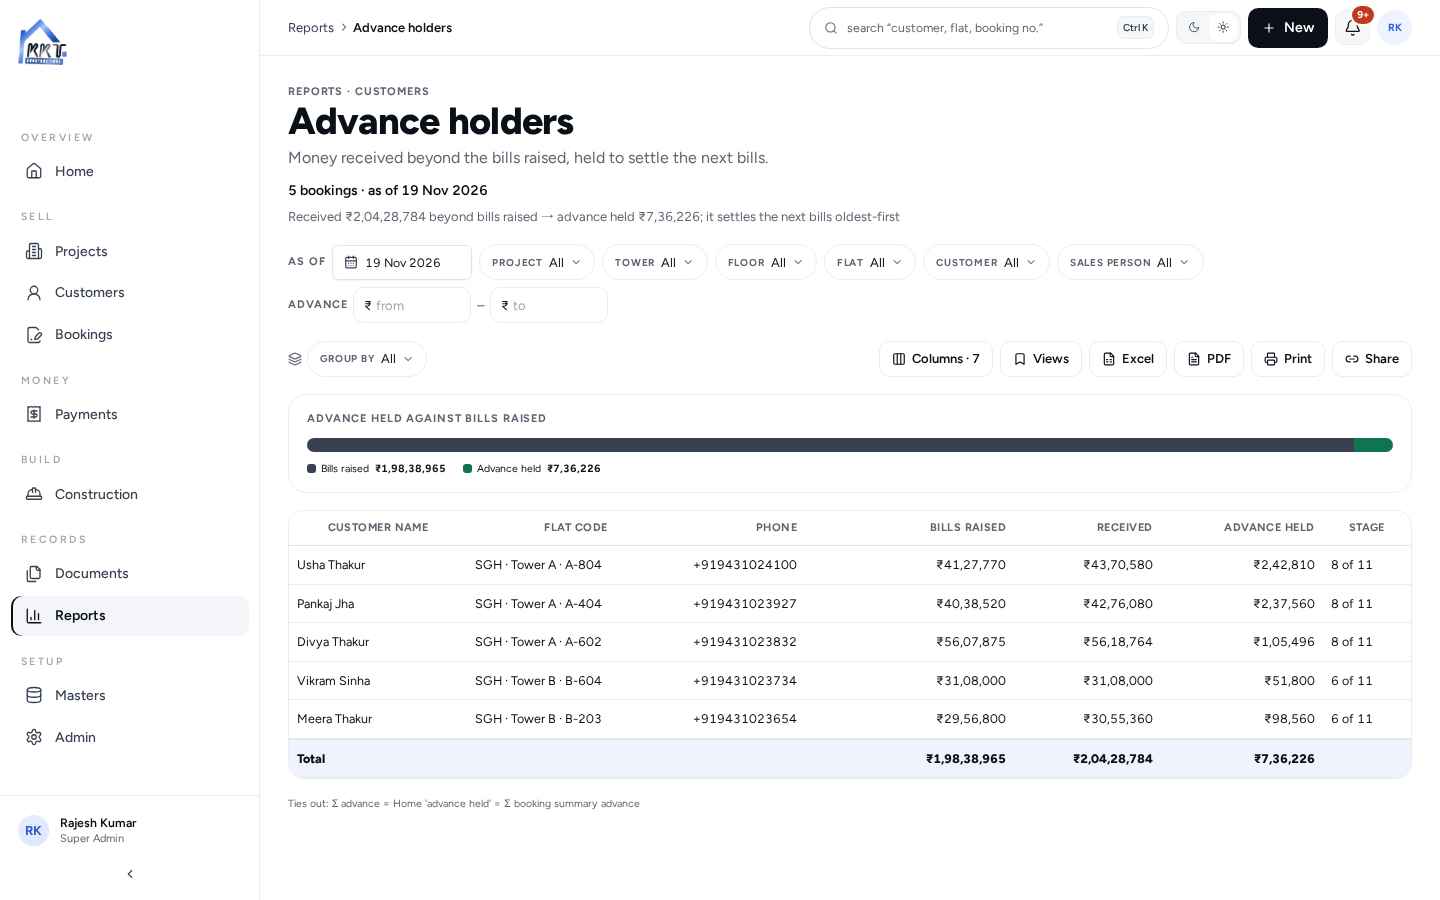 RKT
CONSTRUCTIONS
Reports > Advance holders
search “customer, flat, booking no.”
Ctrl K
+ New
9+
RK
OVERVIEW
Home
SELL
Projects
Customers
Bookings
MONEY
Payments
BUILD
Construction
RECORDS
Documents
Reports
SETUP
Masters
Admin
RK
Rajesh Kumar
Super Admin
REPORTS · CUSTOMERS
Advance holders
Money received beyond the bills raised, held to settle the next bills.
5 bookings · as of 19 Nov 2026
Received ₹2,04,28,784 beyond bills raised → advance held ₹7,36,226; it settles the next bills oldest-first
AS OF 19 Nov 2026 PROJECT All TOWER All FLOOR All FLAT All CUSTOMER All SALES PERSON All
ADVANCE ₹ from – ₹ to
GROUP BY All
Columns · 7 Views Excel PDF Print Share
ADVANCE HELD AGAINST BILLS RAISED
Bills raised ₹1,98,38,965 Advance held ₹7,36,226
CUSTOMER NAME FLAT CODE PHONE BILLS RAISED RECEIVED ADVANCE HELD STAGE
Usha Thakur SGH · Tower A · A-804 +919431024100 ₹41,27,770 ₹43,70,580 ₹2,42,810 8 of 11
Pankaj Jha SGH · Tower A · A-404 +919431023927 ₹40,38,520 ₹42,76,080 ₹2,37,560 8 of 11
Divya Thakur SGH · Tower A · A-602 +919431023832 ₹56,07,875 ₹56,18,764 ₹1,05,496 8 of 11
Vikram Sinha SGH · Tower B · B-604 +919431023734 ₹31,08,000 ₹31,08,000 ₹51,800 6 of 11
Meera Thakur SGH · Tower B · B-203 +919431023654 ₹29,56,800 ₹30,55,360 ₹98,560 6 of 11
Total ₹1,98,38,965 ₹2,04,28,784 ₹7,36,226
Ties out: Σ advance = Home 'advance held' = Σ booking summary advance